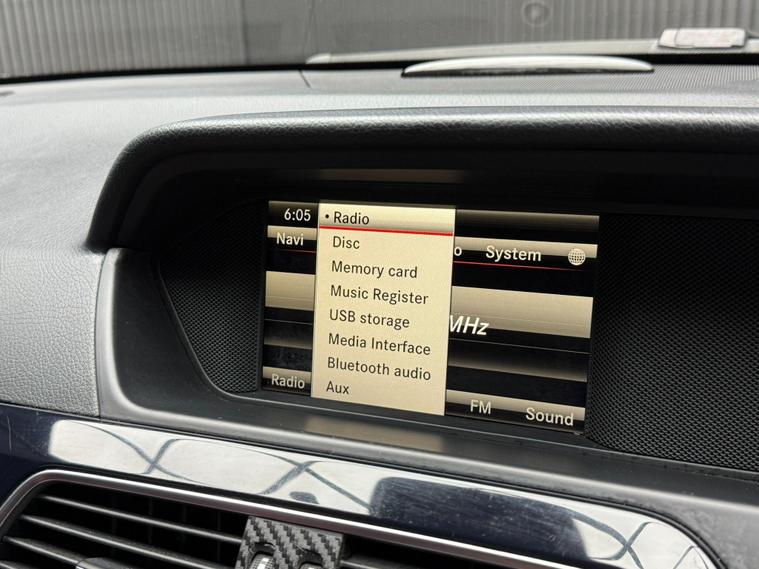 6:05
• Radio
Navi
Disc
o System
Memory card
Music Register
USB storage
MHz
Media Interface
Bluetooth audio
Radio
Aux
FM Sound